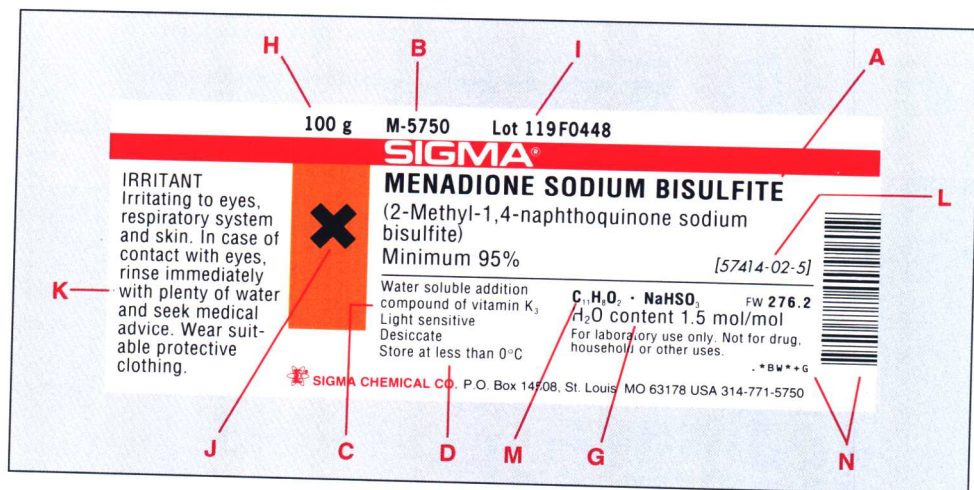 H B I A
100 g M-5750 Lot 119F0448
SIGMA®
IRRITANT
Irritating to eyes,
respiratory system
and skin. In case of
contact with eyes,
rinse immediately
with plenty of water
and seek medical
advice. Wear suit-
able protective
clothing.
MENADIONE SODIUM BISULFITE
(2-Methyl-1,4-naphthoquinone sodium
bisulfite)
Minimum 95%
[57414-02-5]
L
K
Water soluble addition
compound of vitamin K₃
Light sensitive
Desiccate
Store at less than 0°C
C₁₁H₈O₂ · NaHSO₃ FW 276.2
H₂O content 1.5 mol/mol
For laboratory use only. Not for drug,
household or other uses.
.*BW*+G
SIGMA CHEMICAL CO. P.O. Box 14508, St. Louis MO 63178 USA 314-771-5750
J C D M G N